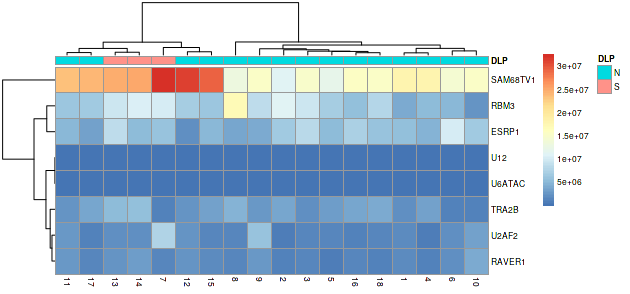 DLP
SAM68TV1
RBM3
ESRP1
U12
U6ATAC
TRA2B
U2AF2
RAVER1
11 17 13 14 7 12 15 8 9 2 3 5 16 18 1 4 6 10
3e+07
2.5e+07
2e+07
1.5e+07
1e+07
5e+06
DLP
N
S